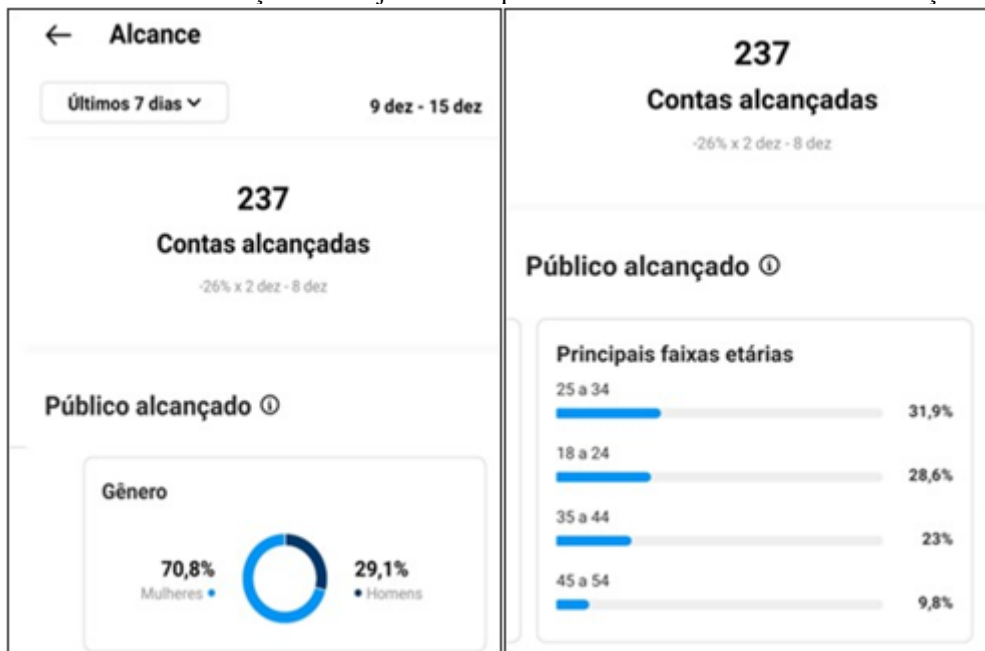 Alcance
Últimos 7 dias
9 dez - 15 dez
237
Contas alcançadas
-26% x 2 dez - 8 dez
Público alcançado
Gênero
70,8%
Mulheres
29,1%
Homens
237
Contas alcançadas
-26% x 2 dez - 8 dez
Público alcançado
Principais faixas etárias
25 a 34
31,9%
18 a 24
28,6%
35 a 44
23%
45 a 54
9,8%